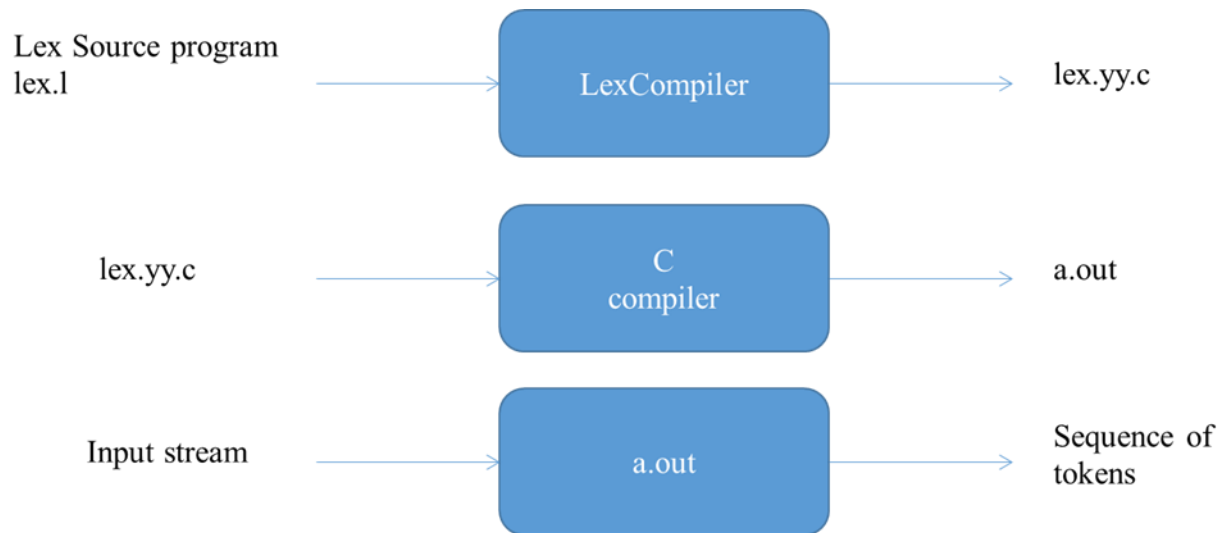 Lex Source program
lex.l
LexCompiler
lex.yy.c
lex.yy.c
C
compiler
a.out
Input stream
a.out
Sequence of
tokens